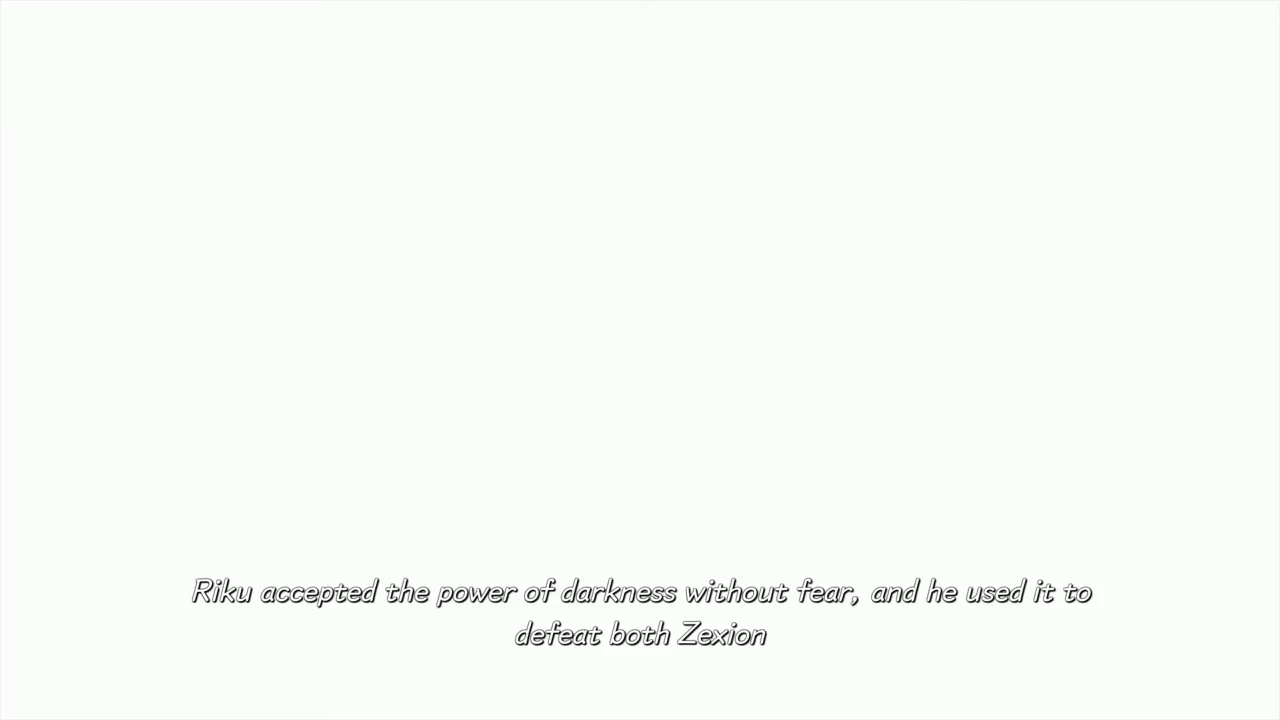 Riku accepted the power of darkness without fear, and he used it to
defeat both Zexion